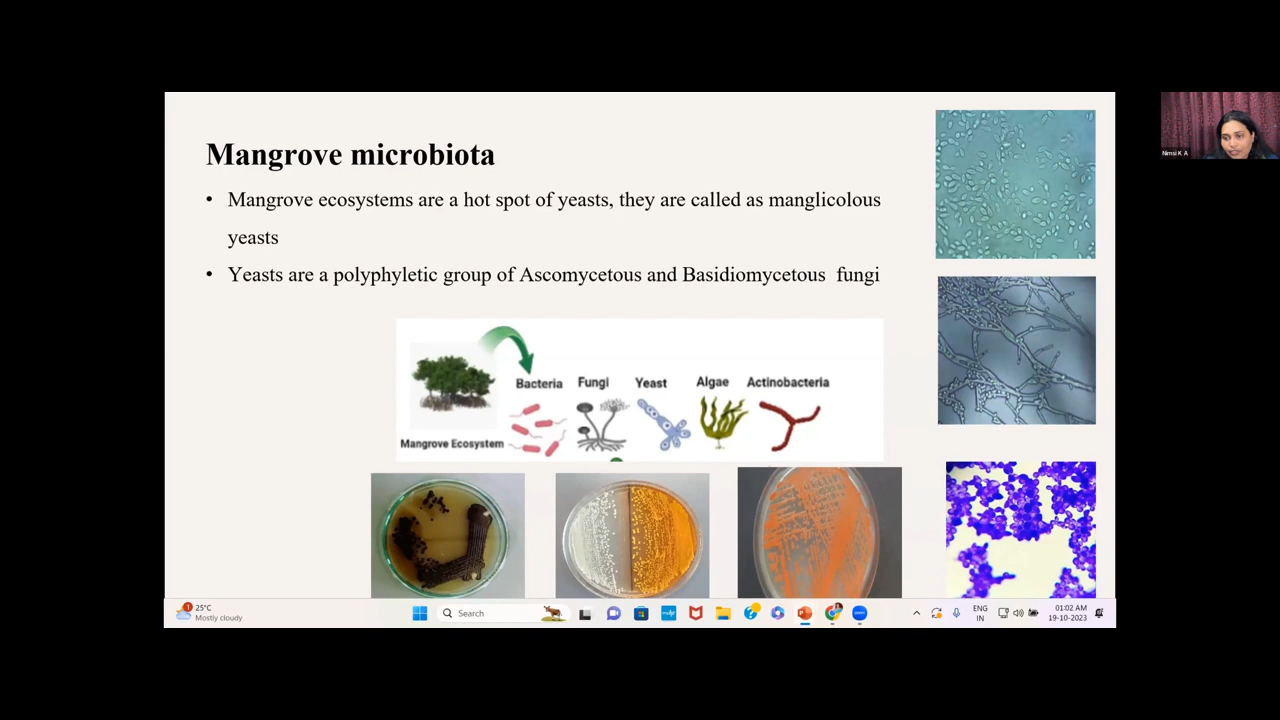 Mangrove microbiota
• Mangrove ecosystems are a hot spot of yeasts, they are called as manglicolous
yeasts
• Yeasts are a polyphyletic group of Ascomycetous and Basidiomycetous fungi
Bacteria Fungi Yeast Algae Actinobacteria
Mangrove Ecosystem
Nimsi K A
1
25°C
Mostly cloudy
Search
ENG
IN
01:02 AM
19-10-2023